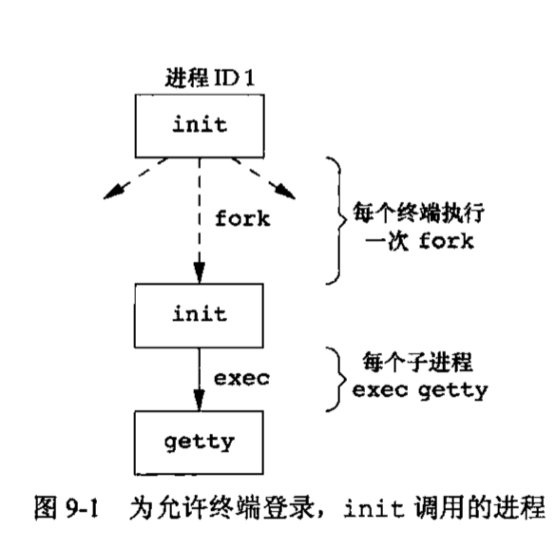 进程 ID 1
init
fork
每个终端执行
一次 fork
init
exec
每个子进程
exec getty
getty
图 9-1 为允许终端登录，init 调用的进程